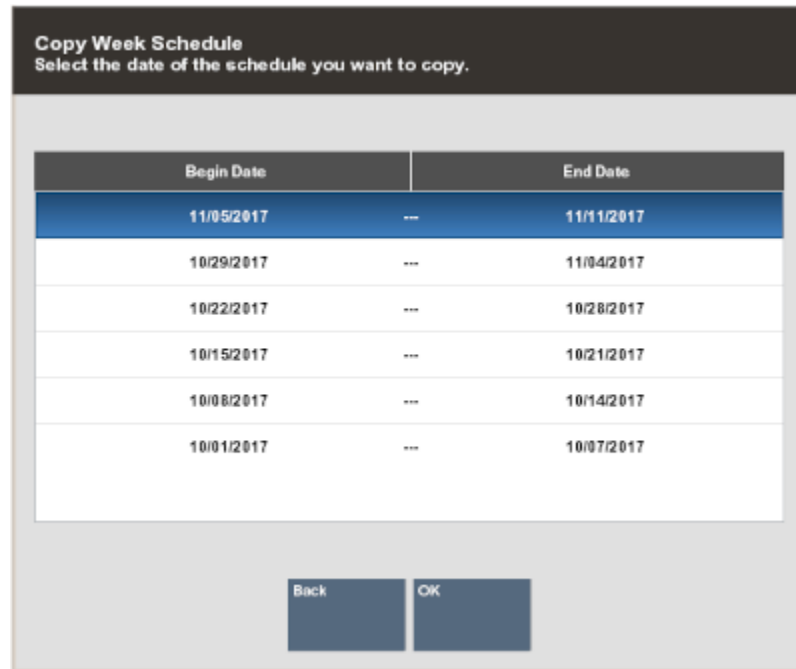 Copy Week Schedule
Select the date of the schedule you want to copy.
Begin Date End Date
11/05/2017 --- 11/11/2017
10/29/2017 --- 11/04/2017
10/22/2017 --- 10/28/2017
10/15/2017 --- 10/21/2017
10/08/2017 --- 10/14/2017
10/01/2017 --- 10/07/2017
Back OK